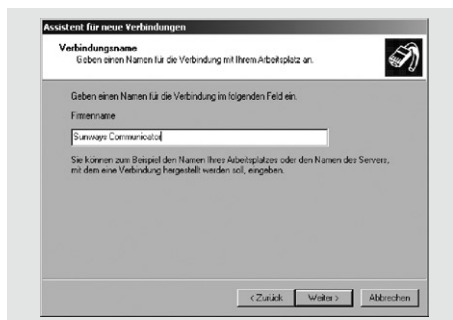 Assistent für neue Verbindungen
Verbindungsname
Geben einen Namen für die Verbindung mit Ihrem Arbeitsplatz an.
Geben einen Namen für die Verbindung im folgenden Feld ein.
Firmenname
Sunways Communicator
Sie können zum Beispiel den Namen Ihres Arbeitsplatzes oder den Namen des Servers,
mit dem eine Verbindung hergestellt werden soll, eingeben.
< Zurück Weiter > Abbrechen